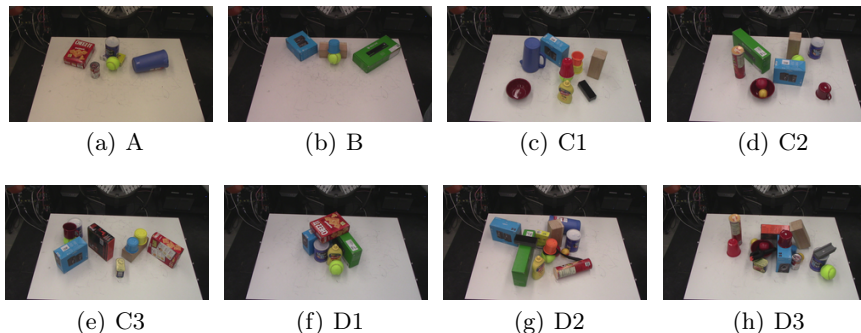 (a) A
(b) B
(c) C1
(d) C2
(e) C3
(f) D1
(g) D2
(h) D3